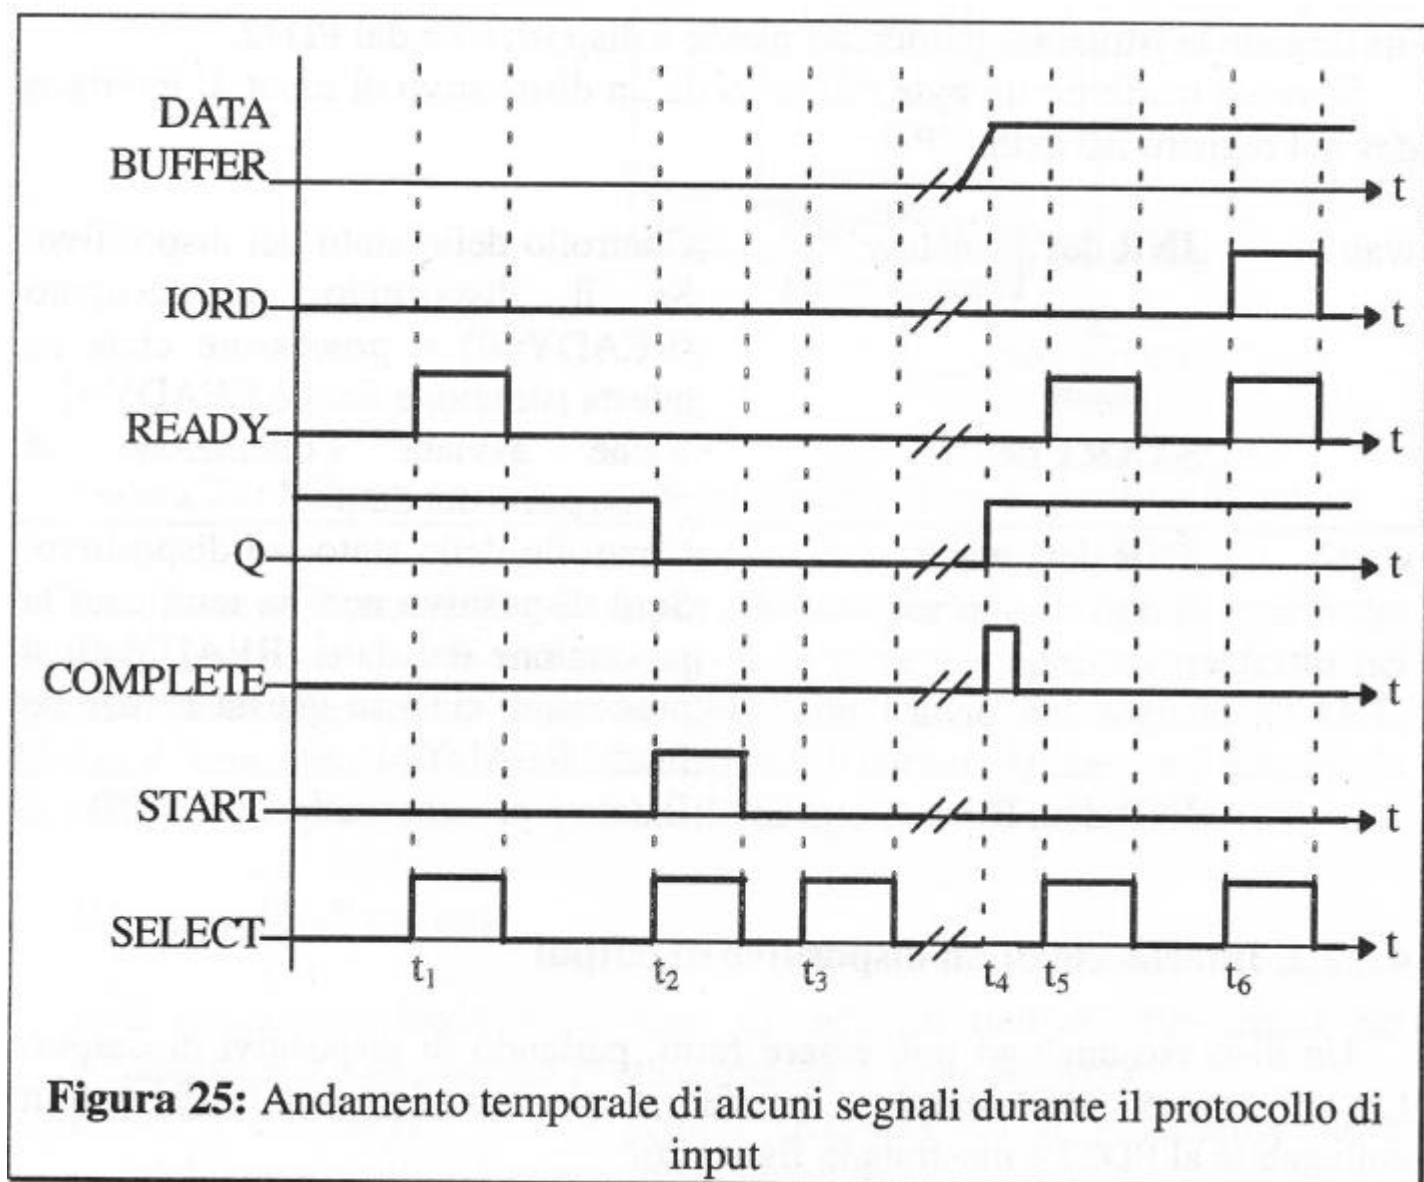 DATA
BUFFER
t
IORD
t
READY
t
Q
t
COMPLETE
t
START
t
SELECT
t
t1 t2 t3 t4 t5 t6
Figura 25: Andamento temporale di alcuni segnali durante il protocollo di
input